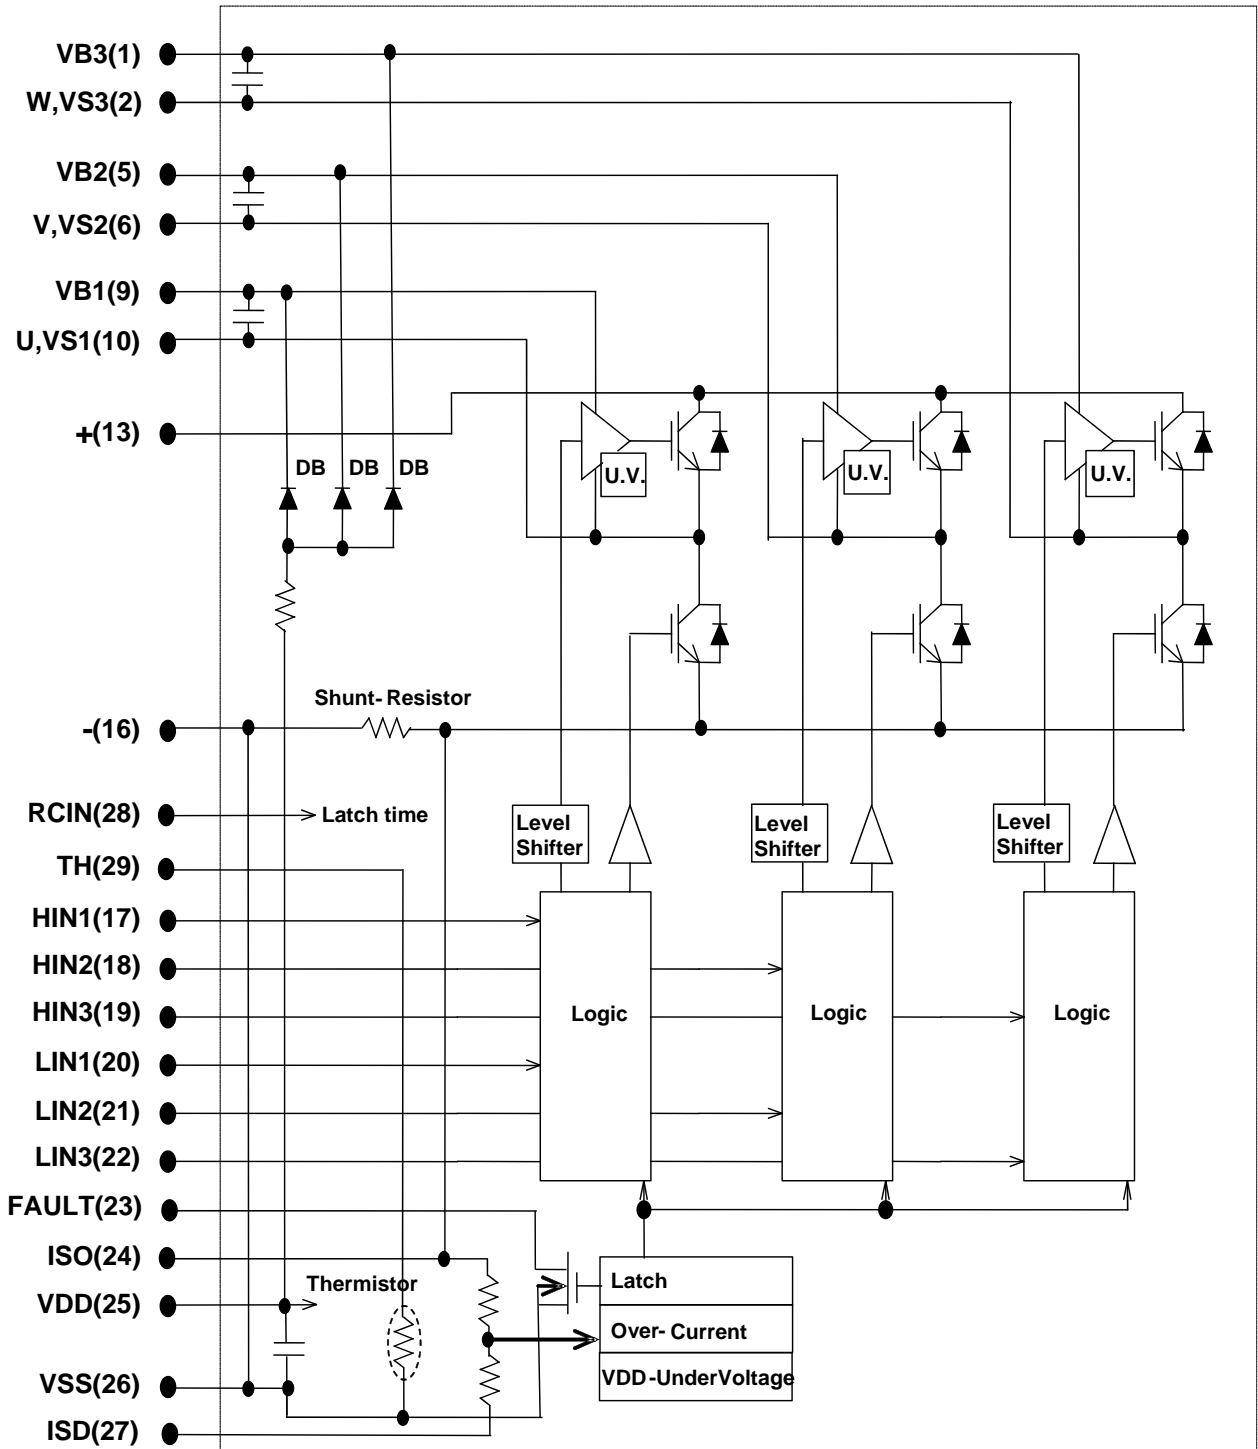 VB3(1)
W,VS3(2)
VB2(5)
V,VS2(6)
VB1(9)
U,VS1(10)
+(13)
DB DB DB
U.V. U.V. U.V.
Shunt-Resistor
-(16)
RCIN(28)
Latch time
Level
Shifter
Level
Shifter
Level
Shifter
TH(29)
HIN1(17)
HIN2(18)
HIN3(19)
Logic Logic Logic
LIN1(20)
LIN2(21)
LIN3(22)
FAULT(23)
ISO(24)
Thermistor
Latch
VDD(25)
Over-Current
VDD-UnderVoltage
VSS(26)
ISD(27)